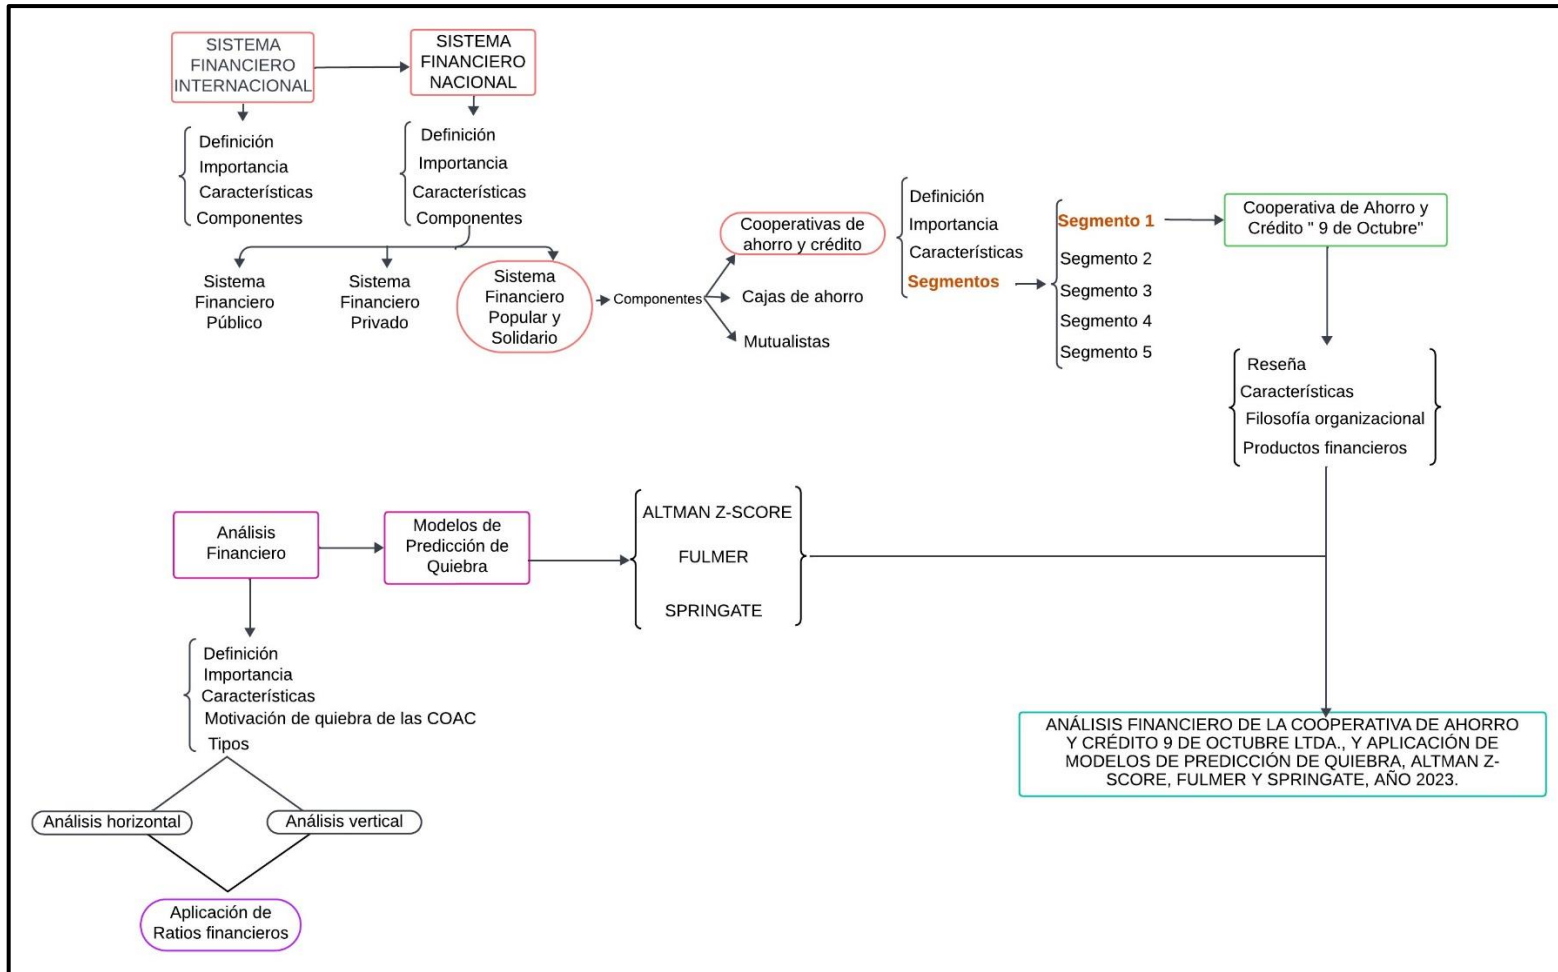 SISTEMA
FINANCIERO
INTERNACIONAL
SISTEMA
FINANCIERO
NACIONAL
Definición
Importancia
Características
Componentes
Definición
Importancia
Características
Componentes
Sistema
Financiero
Público
Sistema
Financiero
Privado
Sistema
Financiero
Popular y
Solidario
Componentes
Cooperativas de
ahorro y crédito
Cajas de ahorro
Mutualistas
Definición
Importancia
Características
Segmentos
Segmento 1
Segmento 2
Segmento 3
Segmento 4
Segmento 5
Cooperativa de Ahorro y
Crédito " 9 de Octubre"
Reseña
Características
Filosofía organizacional
Productos financieros
Análisis
Financiero
Modelos de
Predicción de
Quiebra
ALTMAN Z-SCORE
FULMER
SPRINGATE
Definición
Importancia
Características
Motivación de quiebra de las COAC
Tipos
Análisis horizontal
Análisis vertical
Aplicación de
Ratios financieros
ANÁLISIS FINANCIERO DE LA COOPERATIVA DE AHORRO
Y CRÉDITO 9 DE OCTUBRE LTDA., Y APLICACIÓN DE
MODELOS DE PREDICCIÓN DE QUIEBRA, ALTMAN Z-
SCORE, FULMER Y SPRINGATE, AÑO 2023.